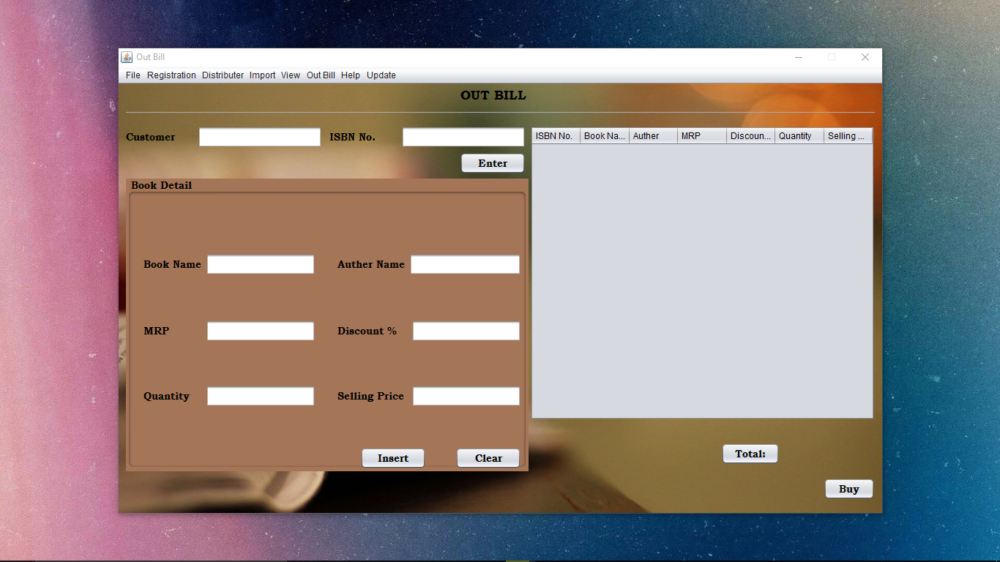 Out Bill
File Registration Distributer Import View Out Bill Help Update
OUT BILL
Customer ISBN No.
Enter
Book Detail
Book Name Auther Name
MRP Discount %
Quantity Selling Price
Insert Clear
ISBN No. Book Na... Auther MRP Discoun... Quantity Selling ...
Total:
Buy